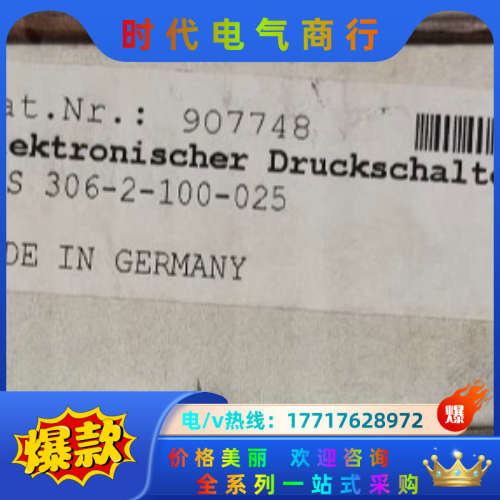 时代电气商行
at.Nr.: 907748
ektronischer Druckschalte
S 306-2-100-025
DE IN GERMANY
电/v热线：17717628972
爆
爆款
价格美丽 欢迎咨询
全系列一站式采购